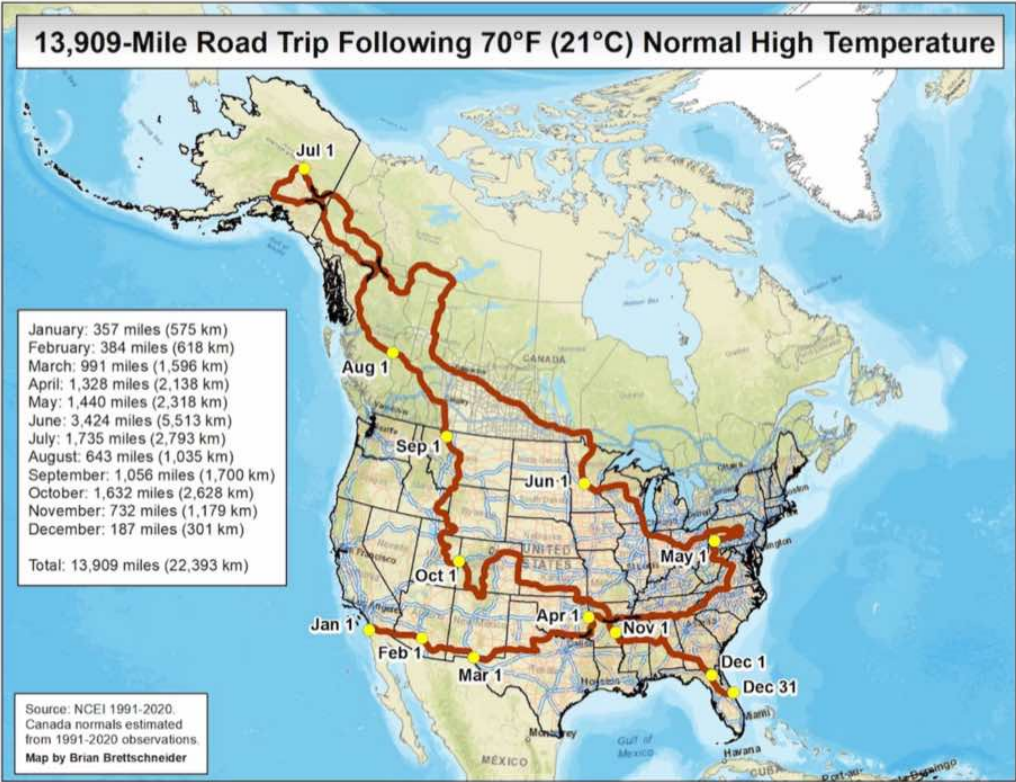 13,909-Mile Road Trip Following 70°F (21°C) Normal High Temperature
Jul 1
January: 357 miles (575 km)
February: 384 miles (618 km)
March: 991 miles (1,596 km)
April: 1,328 miles (2,138 km)
May: 1,440 miles (2,318 km)
June: 3,424 miles (5,513 km)
July: 1,735 miles (2,793 km)
August: 643 miles (1,035 km)
September: 1,056 miles (1,700 km)
October: 1,632 miles (2,628 km)
November: 732 miles (1,179 km)
December: 187 miles (301 km)
Total: 13,909 miles (22,393 km)
CANADA
Aug 1
Sep 1
Jun 1
May 1
UNITED
STATES
Oct 1
Apr 1
Jan 1
Nov 1
Feb 1
Mar 1
Dec 1
Dec 31
Houston
Miami
Monterrey
Gulf of
Mexico
Havana
MÉXICO
CUBA
Source: NCEI 1991-2020.
Canada normals estimated
from 1991-2020 observations.
Map by Brian Brettschneider